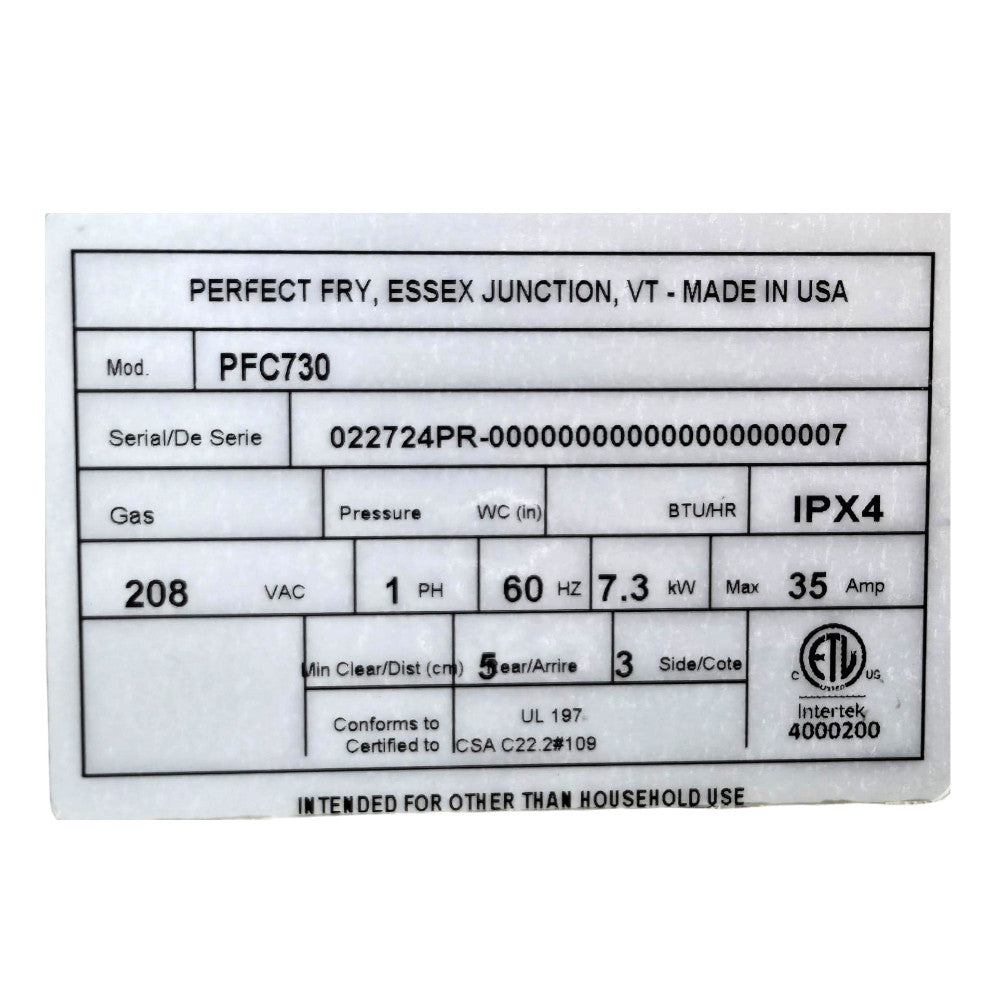 PERFECT FRY, ESSEX JUNCTION, VT - MADE IN USA
Mod. PFC730
Serial/De Serie 022724PR-000000000000000000007
Gas Pressure WC (in) BTU/HR IPX4
208 VAC 1 PH 60 HZ 7.3 kW Max 35 Amp
Min Clear/Dist (cm) 5 Rear/Arrire 3 Side/Cote
ETL
C US
Listed
Intertek
4000200
Conforms to UL 197
Certified to CSA C22.2#109
INTENDED FOR OTHER THAN HOUSEHOLD USE